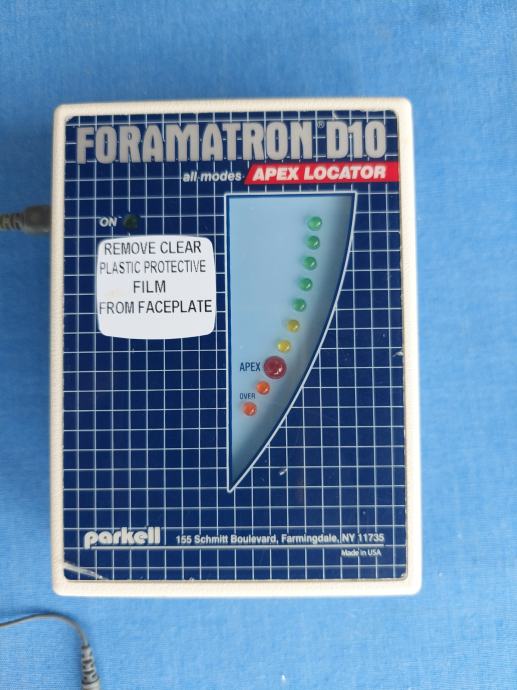 FORAMATRON® D10
all modes APEX LOCATOR
ON
REMOVE CLEAR
PLASTIC PROTECTIVE
FILM
FROM FACEPLATE
APEX
OVER
parkell 155 Schmitt Boulevard, Farmingdale, NY 11735
Made in USA